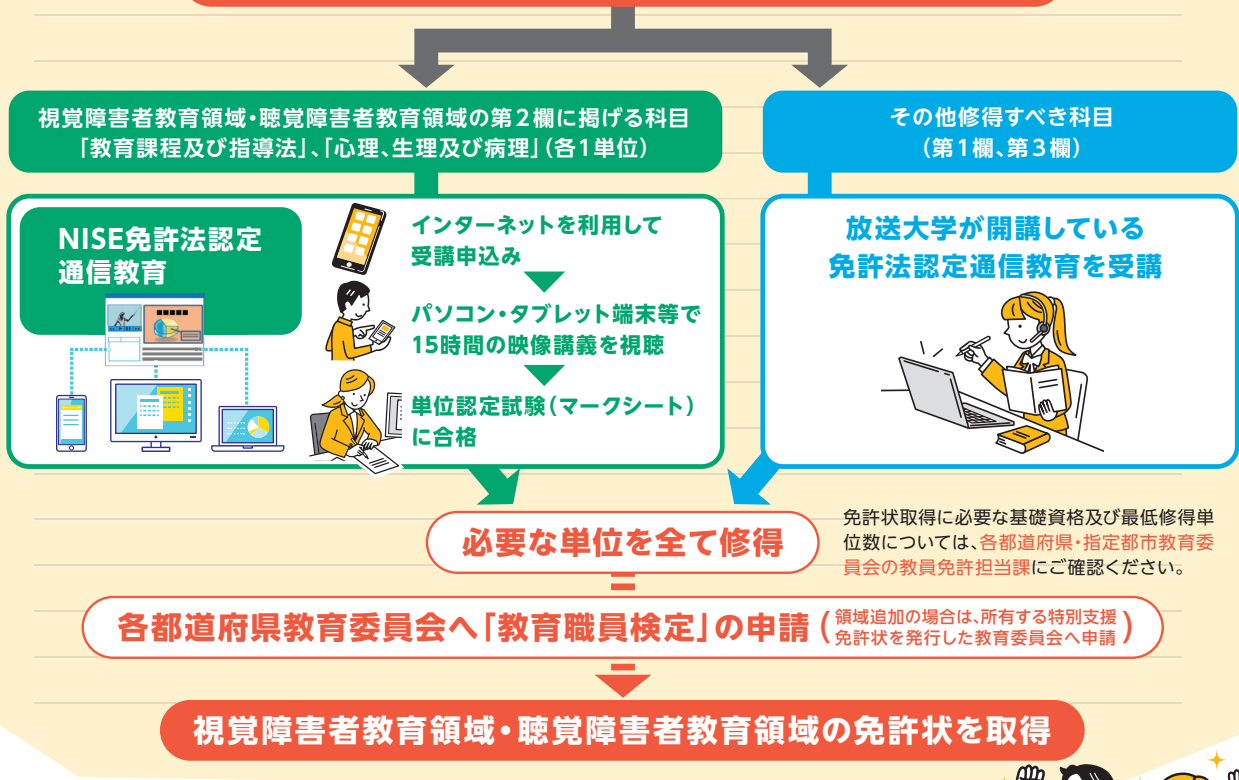 視覚障害者教育領域・聴覚障害者教育領域の第２欄に掲げる科目
「教育課程及び指導法」、「心理、生理及び病理」（各1単位）
その他修得すべき科目
（第1欄、第３欄）
NISE免許法認定
通信教育
インターネットを利用して
受講申込み
パソコン・タブレット端末等で
15時間の映像講義を視聴
単位認定試験（マークシート）
に合格
放送大学が開講している
免許法認定通信教育を受講
必要な単位を全て修得
免許状取得に必要な基礎資格及び最低修得単
位数については、各都道府県・指定都市教育委
員会の教員免許担当課にご確認ください。
各都道府県教育委員会へ「教育職員検定」の申請（領域追加の場合は、所有する特別支援
免許状を発行した教育委員会へ申請）
視覚障害者教育領域・聴覚障害者教育領域の免許状を取得